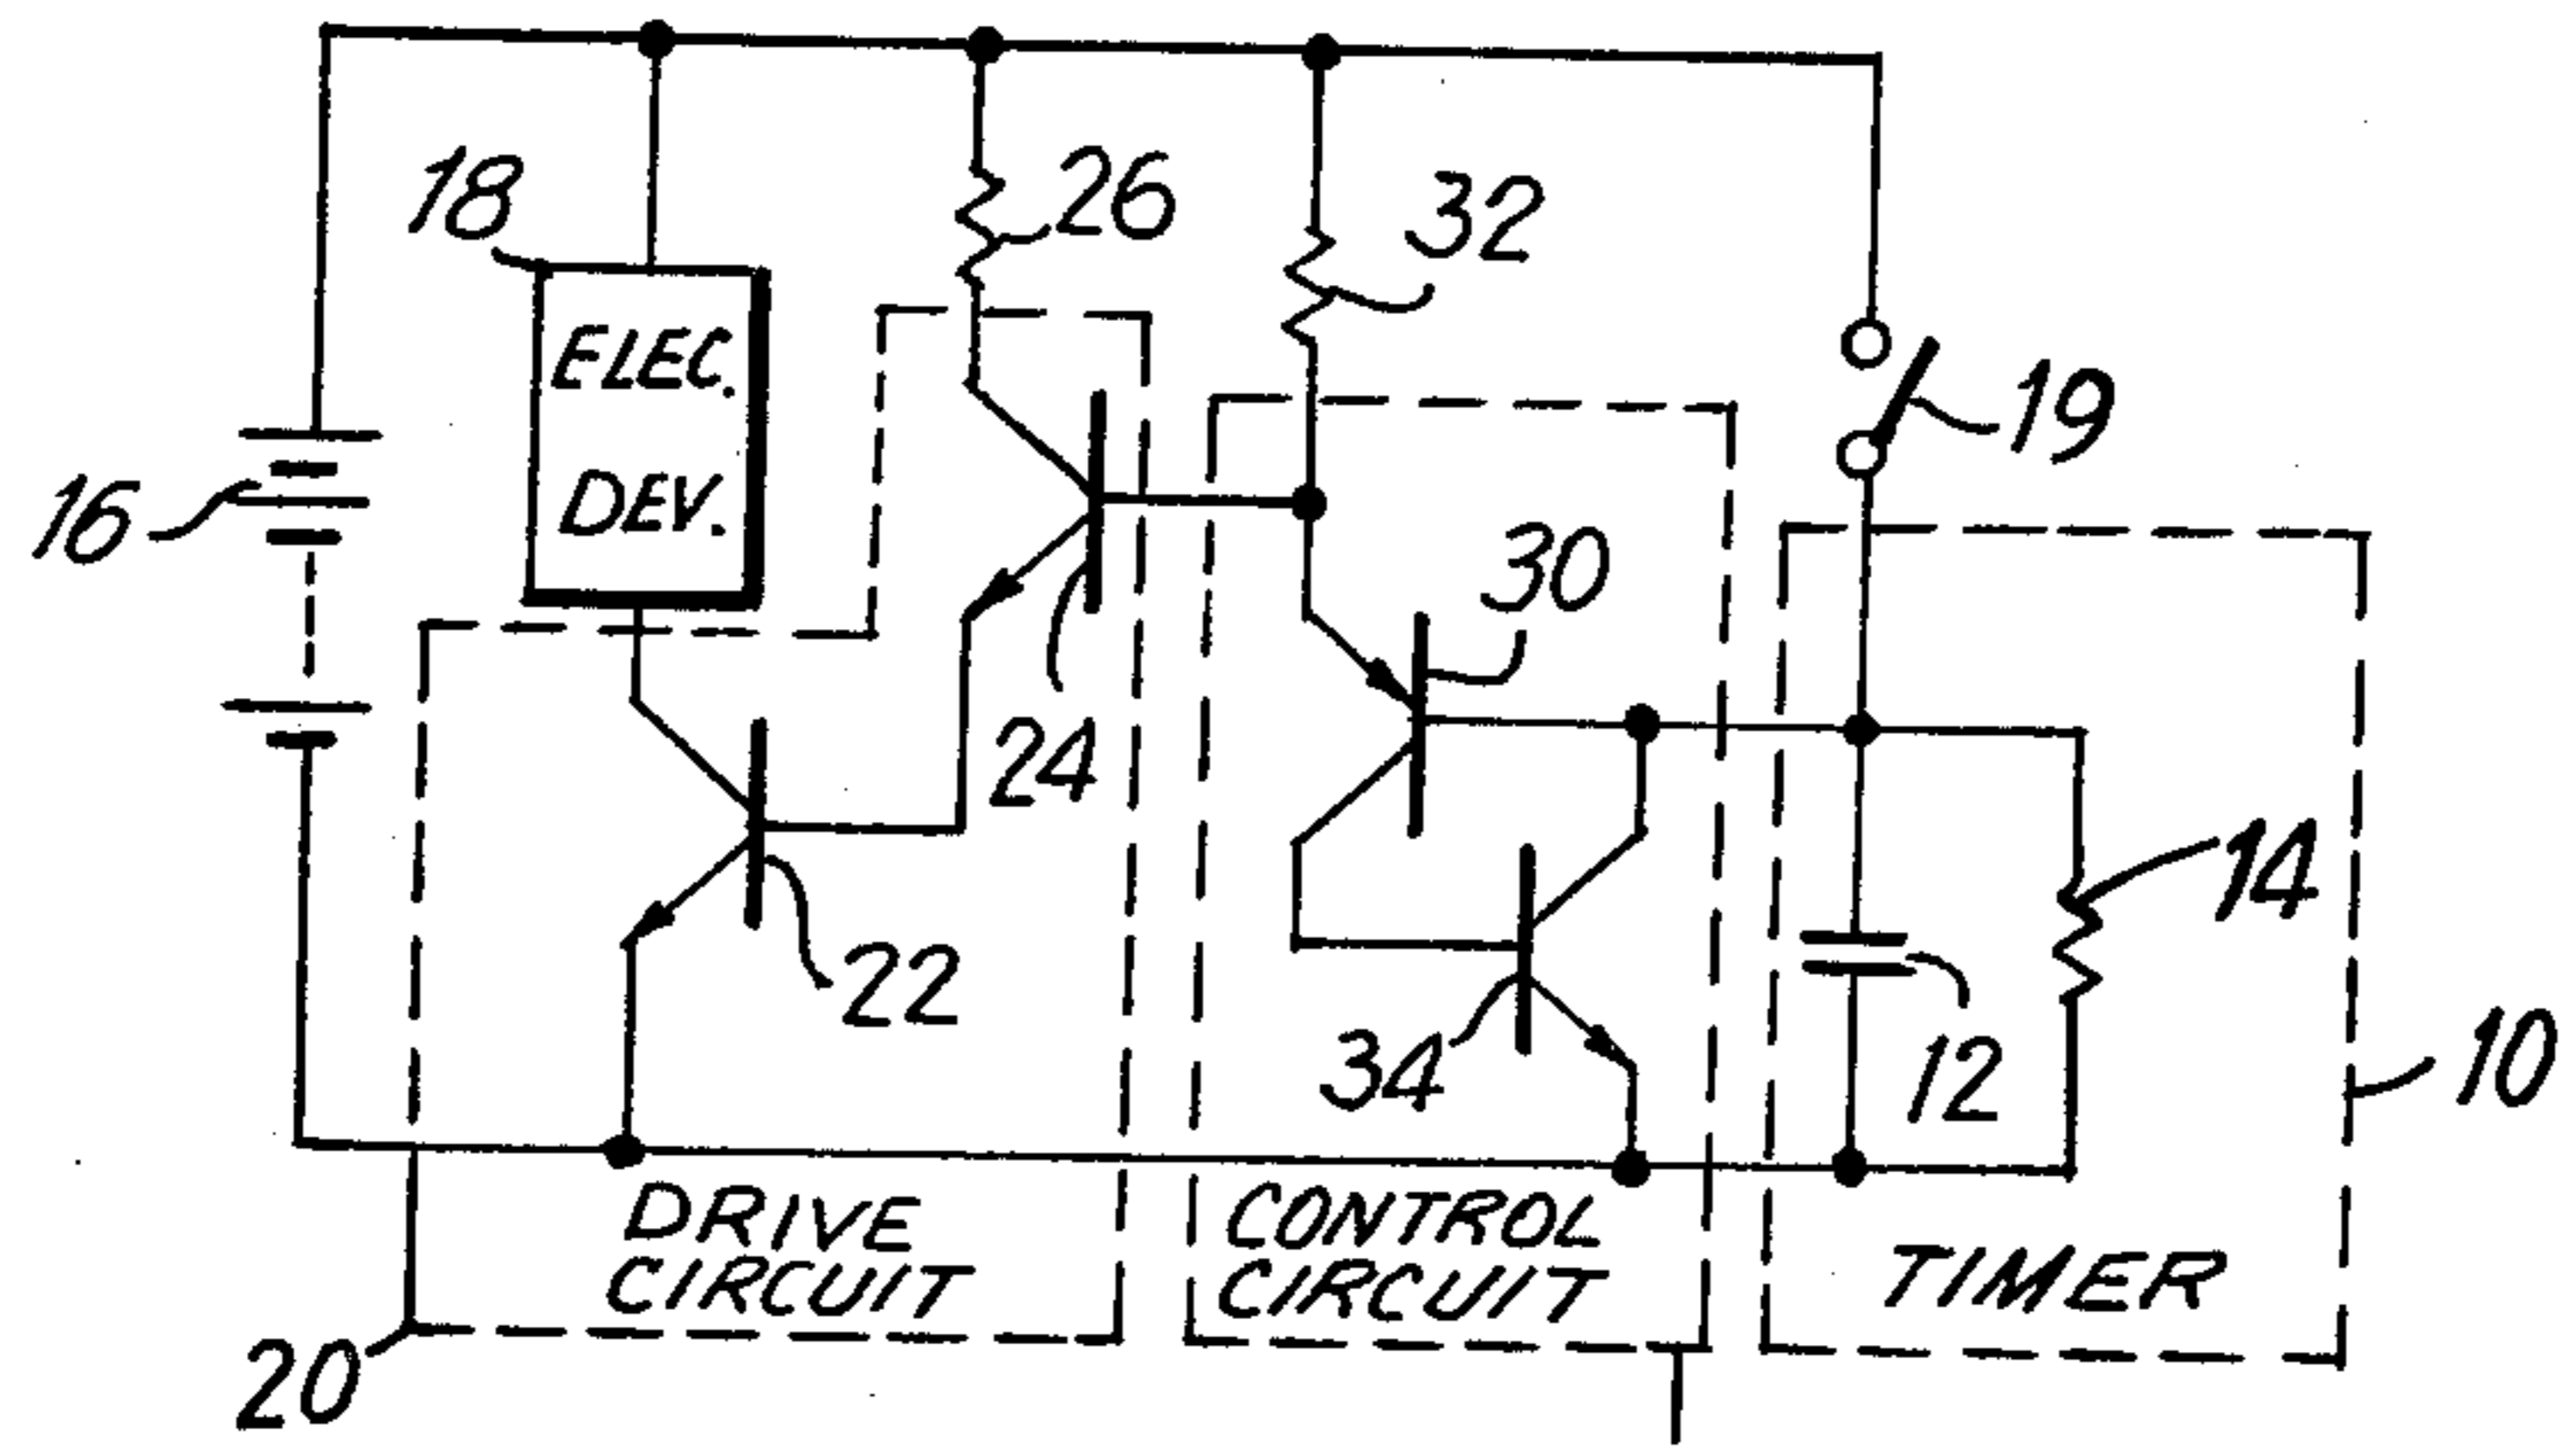 18
26
32
ELEC.
DEV.
19
16
30
24
14
22
34
12
10
DRIVE
CIRCUIT
CONTROL
CIRCUIT
TIMER
20